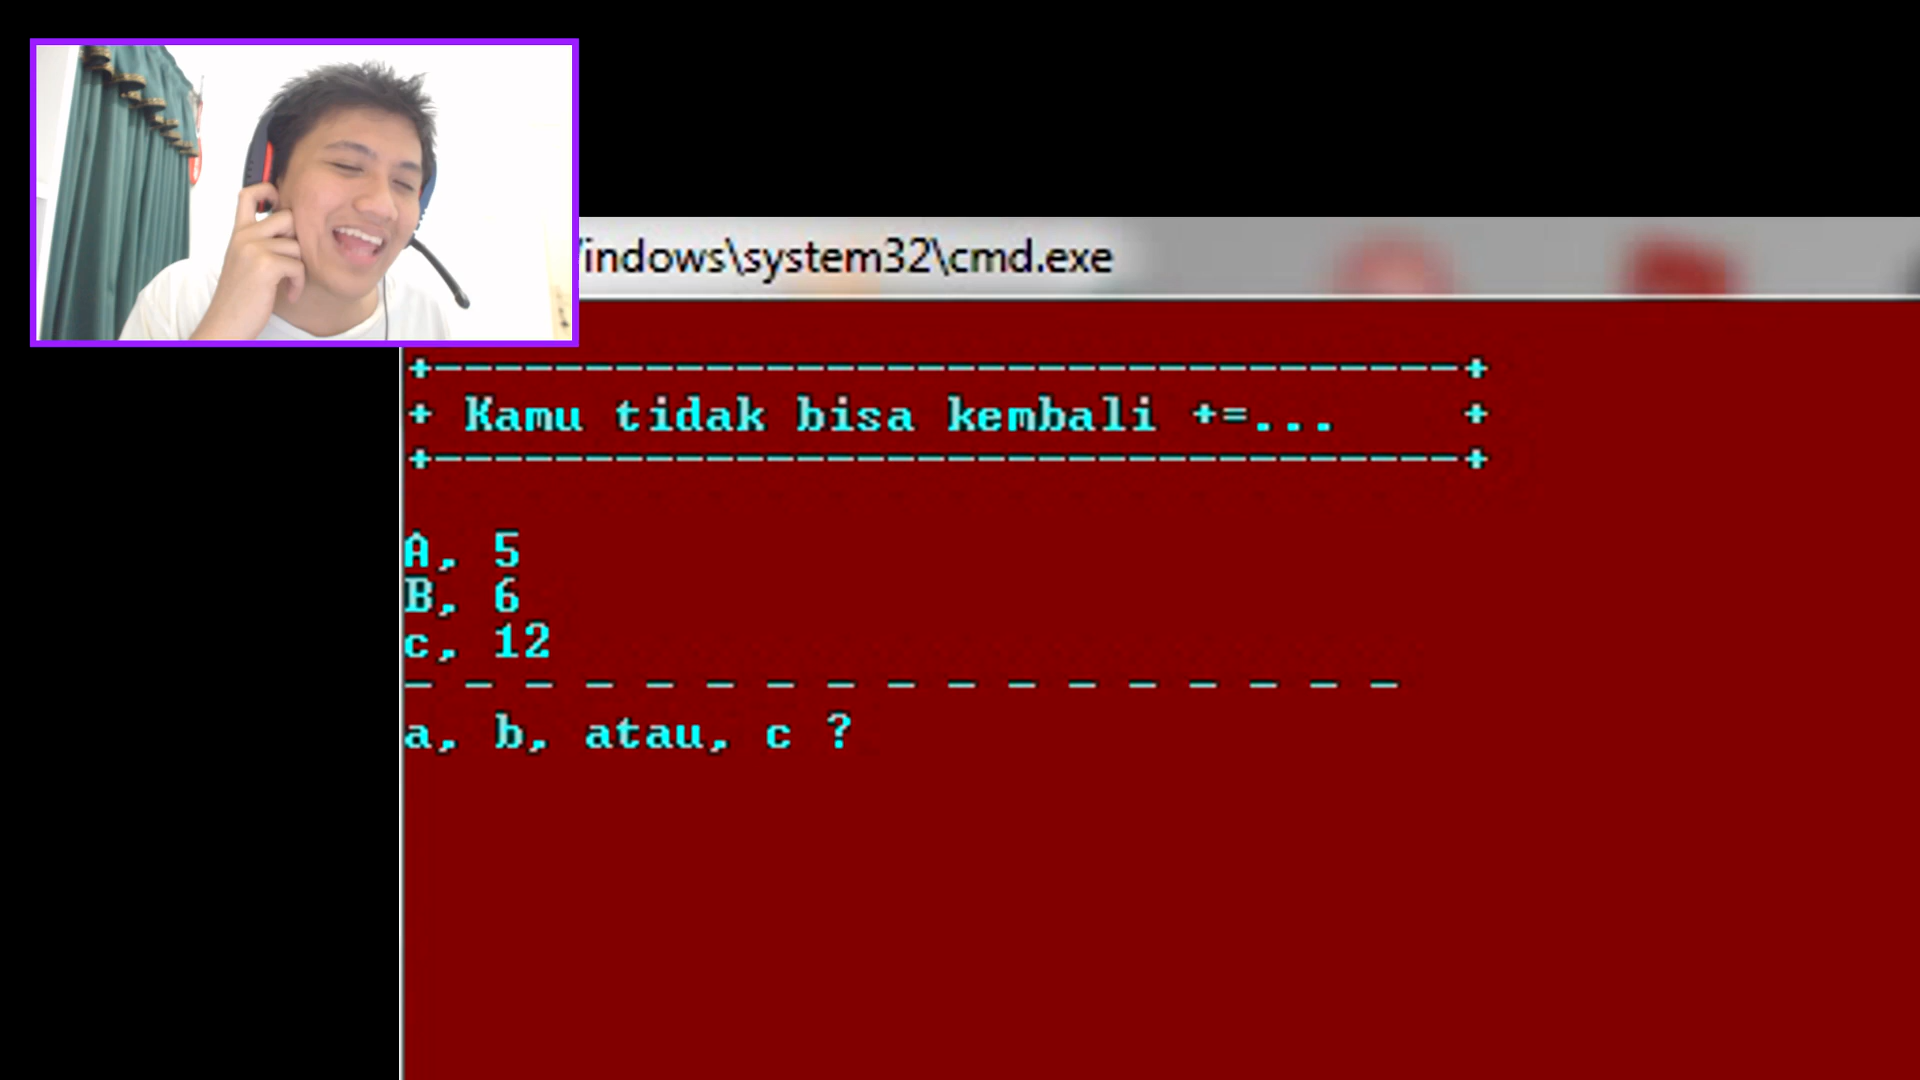 indows\system32\cmd.exe
+-----------------------------------+
+ Kamu tidak bisa kembali +=... +
+-----------------------------------+
A, 5
B, 6
c, 12
- - - - - - - - - - - - - - - - -
a, b, atau, c ?